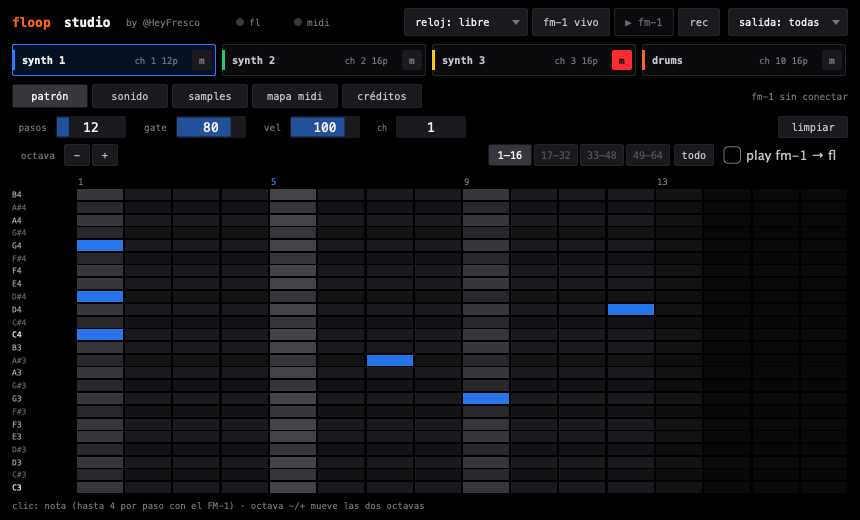 floop studio by @HeyFresco fl midi reloj: libre fm-1 vivo ▶ fm-1 rec salida: todas
synth 1 ch 1 12p m synth 2 ch 2 16p m synth 3 ch 3 16p m drums ch 10 16p m
patrón sonido samples mapa midi créditos fm-1 sin conectar
pasos 12 gate 80 vel 100 ch 1 limpiar
octava − + 1–16 17–32 33–48 49–64 todo play fm-1 → fl
1 5 9 13
B4
A#4
A4
G#4
G4
F#4
F4
E4
D#4
D4
C#4
C4
B3
A#3
A3
G#3
G3
F#3
F3
E3
D#3
D3
C#3
C3
clic: nota (hasta 4 por paso con el FM-1) · octava −/+ mueve las dos octavas